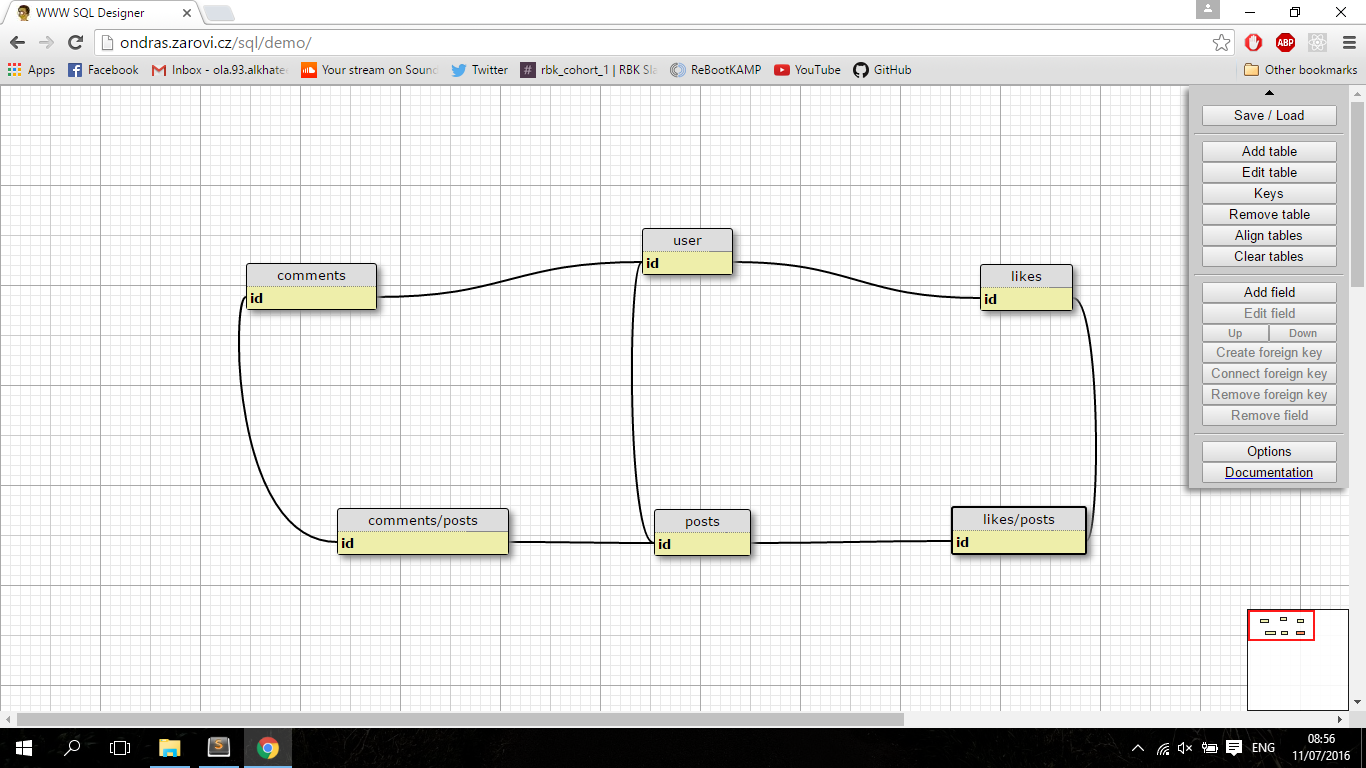 WWW SQL Designer
ondras.zarovi.cz/sql/demo/
ABP
Apps Facebook Inbox - ola.93.alkhate Your stream on Soun Twitter rbk_cohort_1 | RBK Sla ReBootKAMP YouTube GitHub Other bookmarks
Save / Load
Add table
Edit table
Keys
Remove table
Align tables
Clear tables
Add field
Edit field
Up Down
Create foreign key
Connect foreign key
Remove foreign key
Remove field
Options
Documentation
user
id
comments
id
likes
id
comments/posts
id
posts
id
likes/posts
id
ENG
08:56
11/07/2016